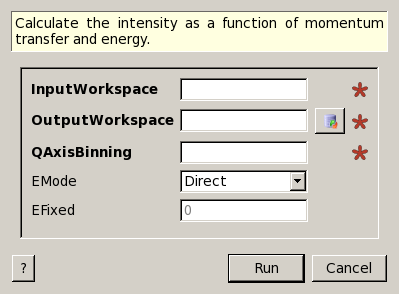 Calculate the intensity as a function of momentum
transfer and energy.
InputWorkspace
OutputWorkspace
QAxisBinning
EMode Direct
EFixed 0
? Run Cancel